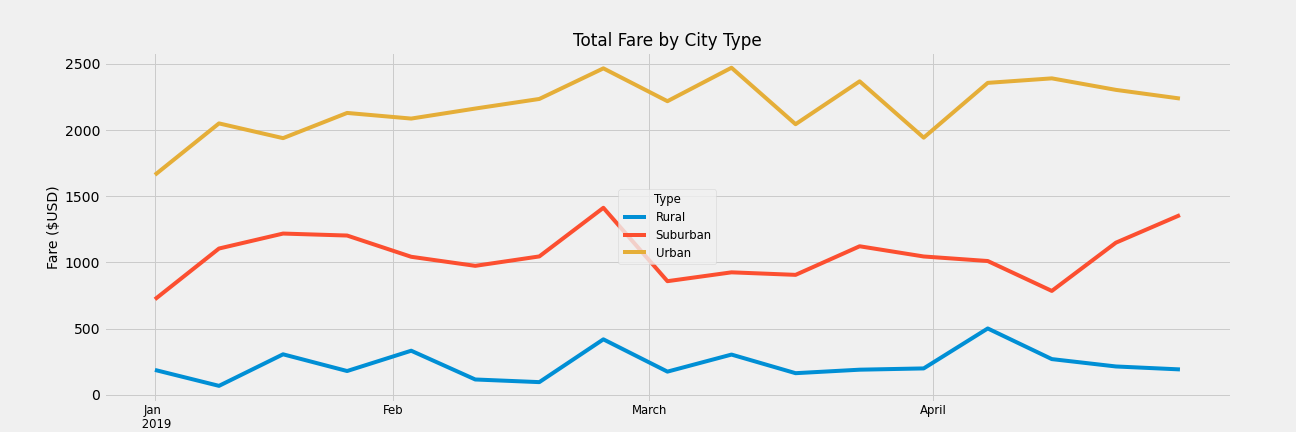 Total Fare by City Type
Fare ($USD)
2500
2000
1500
1000
500
0
Type
Rural
Suburban
Urban
Jan
2019
Feb
March
April